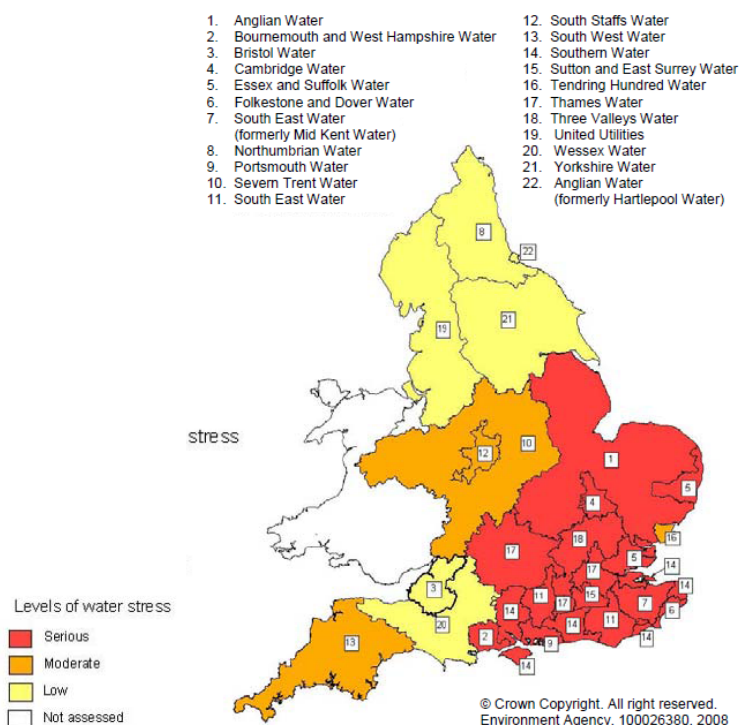 1. Anglian Water
2. Bournemouth and West Hampshire Water
3. Bristol Water
4. Cambridge Water
5. Essex and Suffolk Water
6. Folkestone and Dover Water
7. South East Water
(formerly Mid Kent Water)
8. Northumbrian Water
9. Portsmouth Water
10. Severn Trent Water
11. South East Water
12. South Staffs Water
13. South West Water
14. Southern Water
15. Sutton and East Surrey Water
16. Tendring Hundred Water
17. Thames Water
18. Three Valleys Water
19. United Utilities
20. Wessex Water
21. Yorkshire Water
22. Anglian Water
(formerly Hartlepool Water)
8
22
21
19
stress
10
12
1
5
4
16
18
17
5
14
17
3
14
11
17
15
7
14
6
20
14
14
11
13
2
9
14
14
Levels of water stress
Serious
Moderate
Low
Not assessed
© Crown Copyright. All right reserved.
Environment Agency, 100026380, 2008